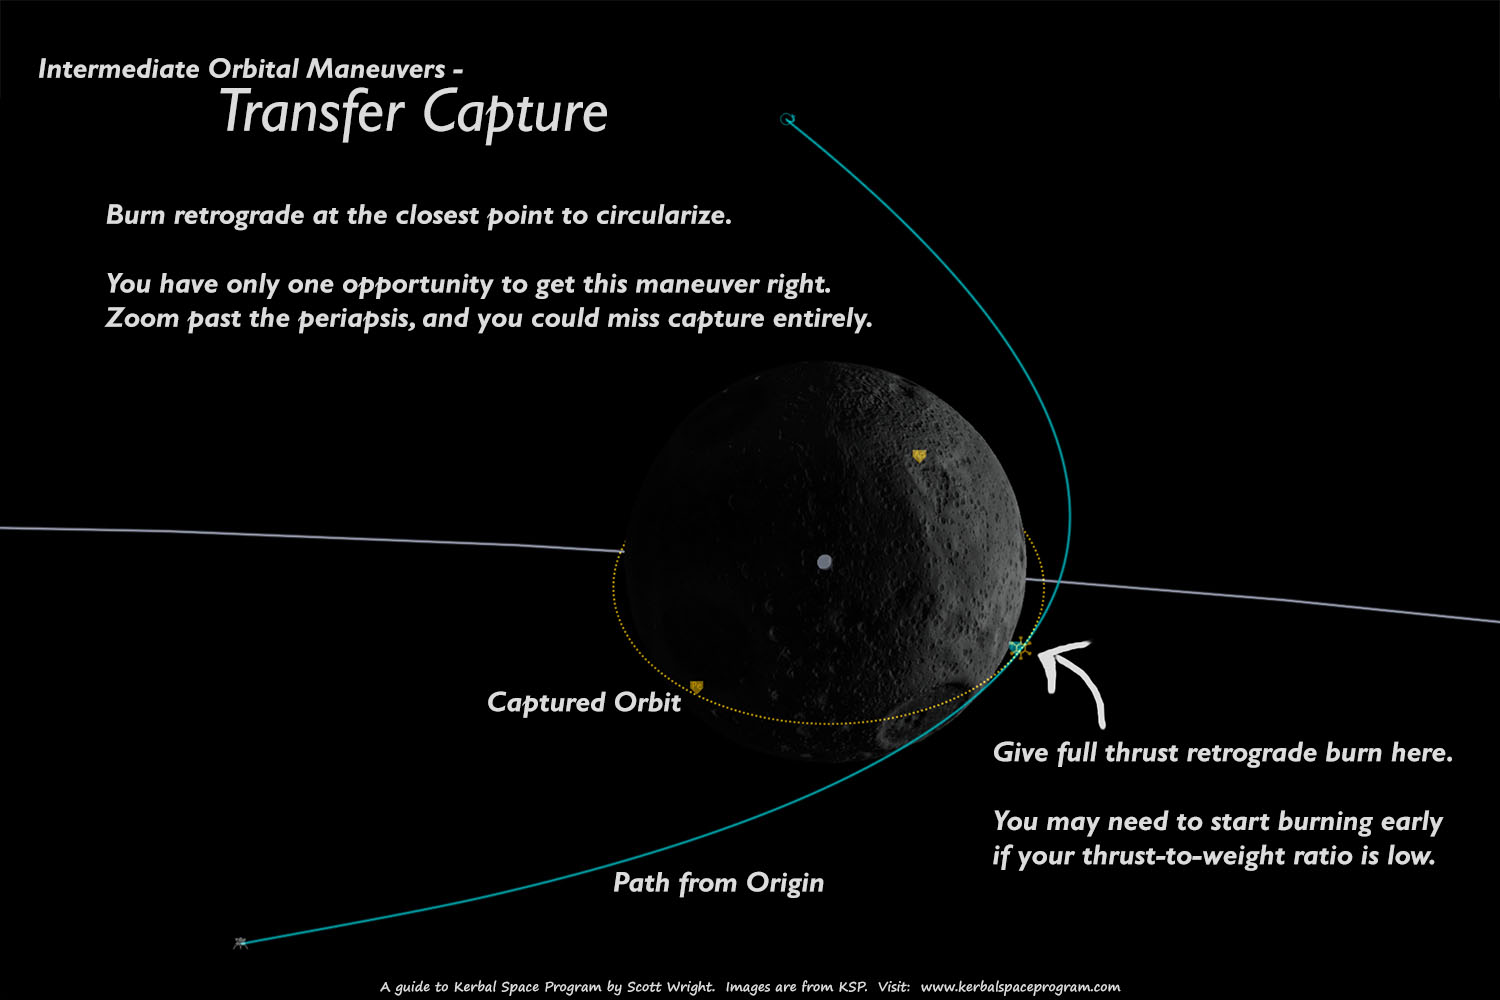 Intermediate Orbital Maneuvers -
Transfer Capture
Burn retrograde at the closest point to circularize.
You have only one opportunity to get this maneuver right.
Zoom past the periapsis, and you could miss capture entirely.
Captured Orbit
Give full thrust retrograde burn here.
You may need to start burning early
if your thrust-to-weight ratio is low.
Path from Origin
A guide to Kerbal Space Program by Scott Wright.  Images are from KSP.  Visit:  www.kerbalspaceprogram.com